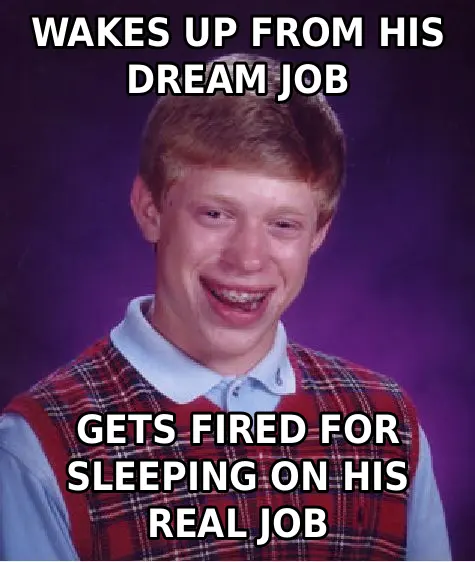 WAKES UP FROM HIS
DREAM JOB
GETS FIRED FOR
SLEEPING ON HIS
REAL JOB